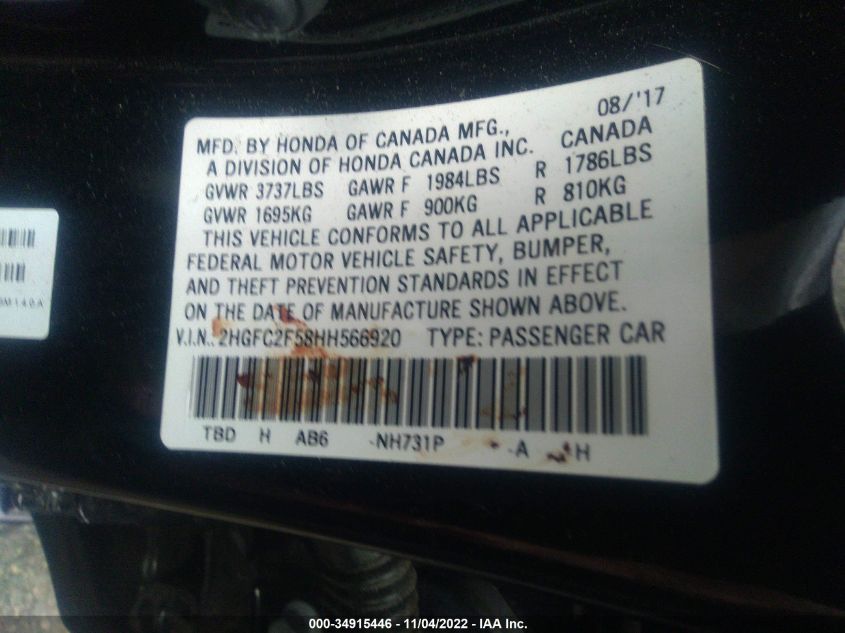 08/'17
MFD. BY HONDA OF CANADA MFG.,
A DIVISION OF HONDA CANADA INC. CANADA
GVWR 3737LBS GAWR F 1984LBS R 1786LBS
GVWR 1695KG GAWR F 900KG R 810KG
THIS VEHICLE CONFORMS TO ALL APPLICABLE
FEDERAL MOTOR VEHICLE SAFETY, BUMPER,
AND THEFT PREVENTION STANDARDS IN EFFECT
ON THE DATE OF MANUFACTURE SHOWN ABOVE.
V.I.N.: 2HGFC2F58HH566920 TYPE: PASSENGER CAR
TBD H AB6 -NH731P -A H
000-34915446 - 11/04/2022 - IAA Inc.